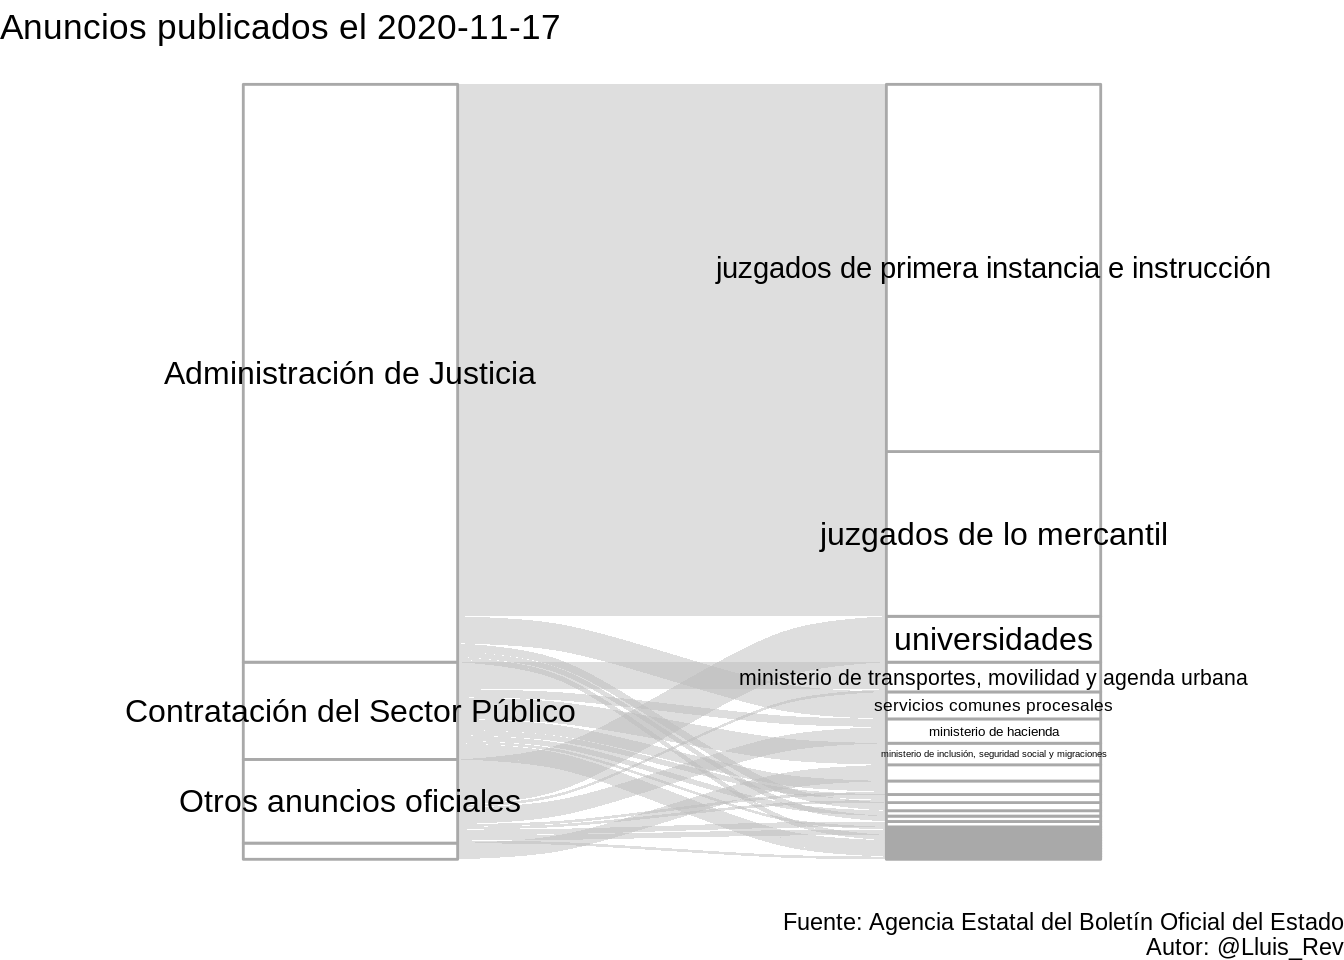 Anuncios publicados el 2020-11-17
juzgados de primera instancia e instrucción
Administración de Justicia
juzgados de lo mercantil
universidades
ministerio de transportes, movilidad y agenda urbana
servicios comunes procesales
Contratación del Sector Público
ministerio de hacienda
ministerio de inclusión, seguridad social y migraciones
Otros anuncios oficiales
Fuente: Agencia Estatal del Boletín Oficial del Estado
Autor: @Lluis_Rev